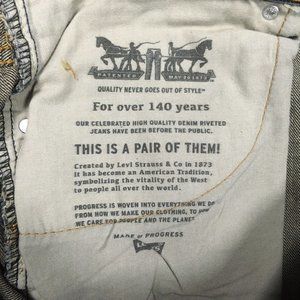 PATENTED MAY 20 1873
QUALITY NEVER GOES OUT OF STYLE™
For over 140 years
OUR CELEBRATED HIGH QUALITY DENIM RIVETED
JEANS HAVE BEEN BEFORE THE PUBLIC.
THIS IS A PAIR OF THEM!
Created by Levi Strauss & Co in 1873
it has become an American Tradition,
symbolizing the vitality of the West
to people all over the world.
PROGRESS IS WOVEN INTO EVERYTHING WE DO
FROM HOW WE MAKE OUR CLOTHING, TO HOW
WE CARE FOR PEOPLE AND THE PLANET
MADE OF PROGRESS